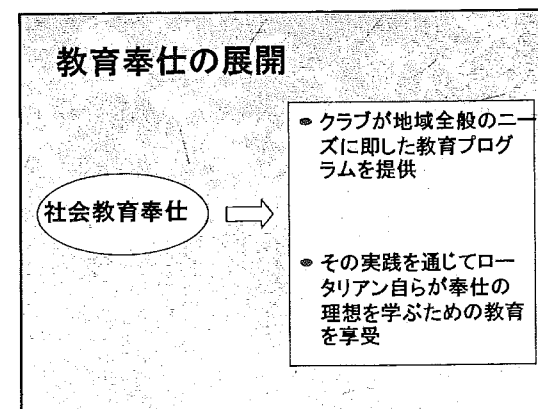 教育奉仕の展開
社会教育奉仕
クラブが地域全般のニー
ズに即した教育プログ
ラムを提供
その実践を通じてロー
タリアン自らが奉仕の
理想を学ぶための教育
を享受